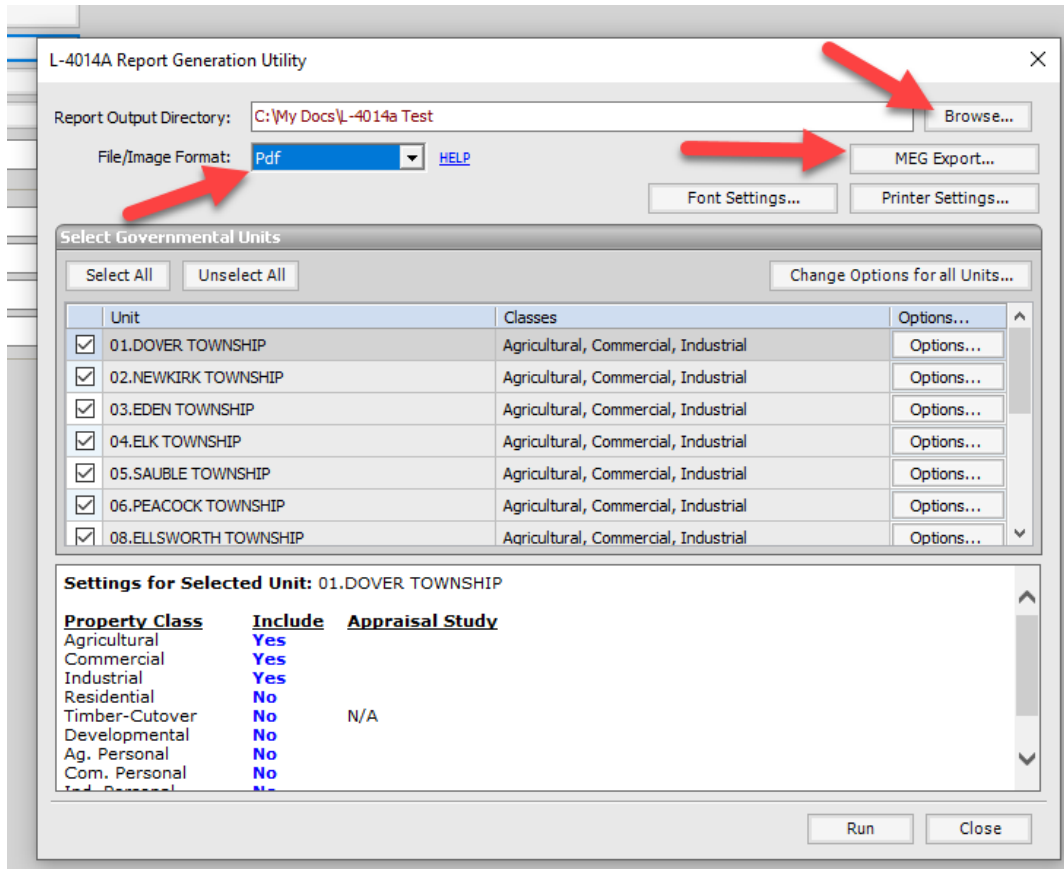 L-4014A Report Generation Utility
Report Output Directory: C:\My Docs\L-4014a Test Browse...
File/Image Format: Pdf HELP MEG Export...
Font Settings... Printer Settings...
Select Governmental Units
Select All Unselect All Change Options for all Units...
Unit Classes Options...
01.DOVER TOWNSHIP Agricultural, Commercial, Industrial Options...
02.NEWKIRK TOWNSHIP Agricultural, Commercial, Industrial Options...
03.EDEN TOWNSHIP Agricultural, Commercial, Industrial Options...
04.ELK TOWNSHIP Agricultural, Commercial, Industrial Options...
05.SAUBLE TOWNSHIP Agricultural, Commercial, Industrial Options...
06.PEACOCK TOWNSHIP Agricultural, Commercial, Industrial Options...
08.ELLSWORTH TOWNSHIP Agricultural, Commercial, Industrial Options...
Settings for Selected Unit: 01.DOVER TOWNSHIP
Property Class Include Appraisal Study
Agricultural Yes
Commercial Yes
Industrial Yes
Residential No
Timber-Cutover No N/A
Developmental No
Ag. Personal No
Com. Personal No
Ind. Personal No
Run Close